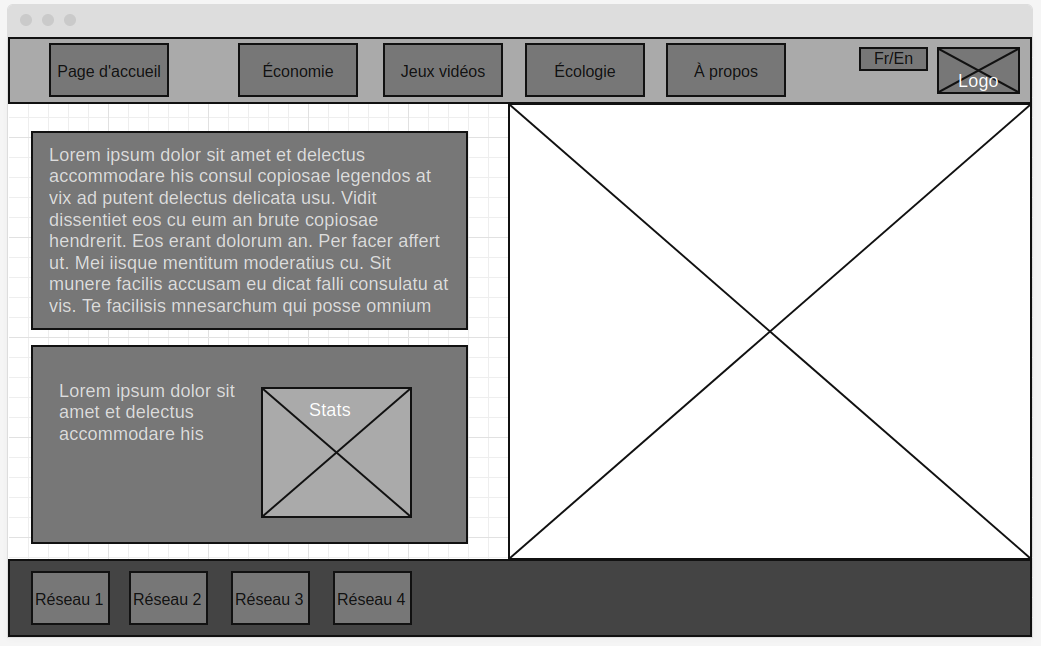 Page d'accueil
Économie
Jeux vidéos
Écologie
À propos
Fr/En
Logo
Lorem ipsum dolor sit amet et delectus
accommodare his consul copiosae legendos at
vix ad putent delectus delicata usu. Vidit
dissentiet eos cu eum an brute copiosae
hendrerit. Eos erant dolorum an. Per facer affert
ut. Mei iisque mentitum moderatius cu. Sit
munere facilis accusam eu dicat falli consulatu at
vis. Te facilisis mnesarchum qui posse omnium
Lorem ipsum dolor sit
amet et delectus
accommodare his
Stats
Réseau 1
Réseau 2
Réseau 3
Réseau 4